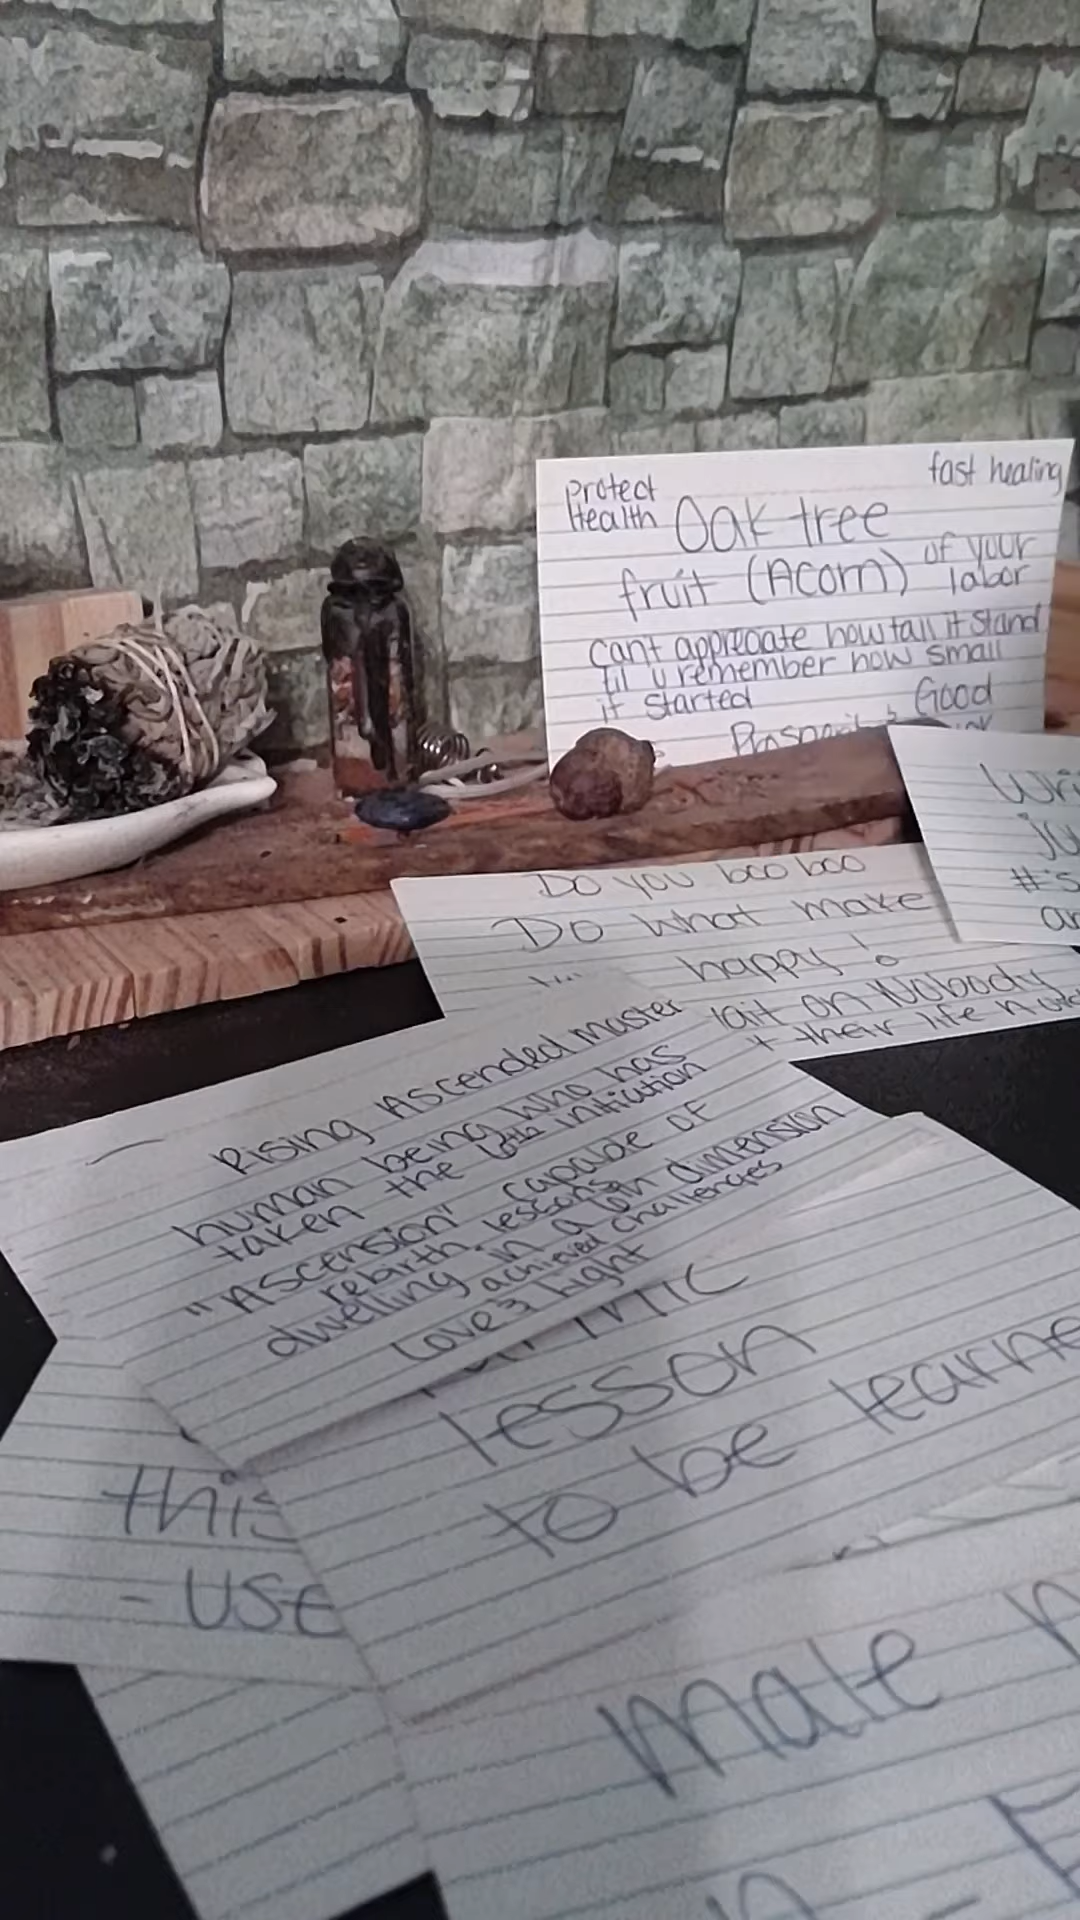 Protect
Health
fast healing
Oak tree
fruit (Acorn) of your
labor
can't appreciate how tall it stand
til u remember how small
it started
Good
Do you boo boo
Do what make
happy!
on Nobody
their life
#'s
Rising Ascended Master
human being who has
taken the 6th initiation
"Ascension" capable of
rebirth, lessons
dwelling in a 6th dimension
achieved challenges
Love & Light
lesson
to be learne
this
- use
male